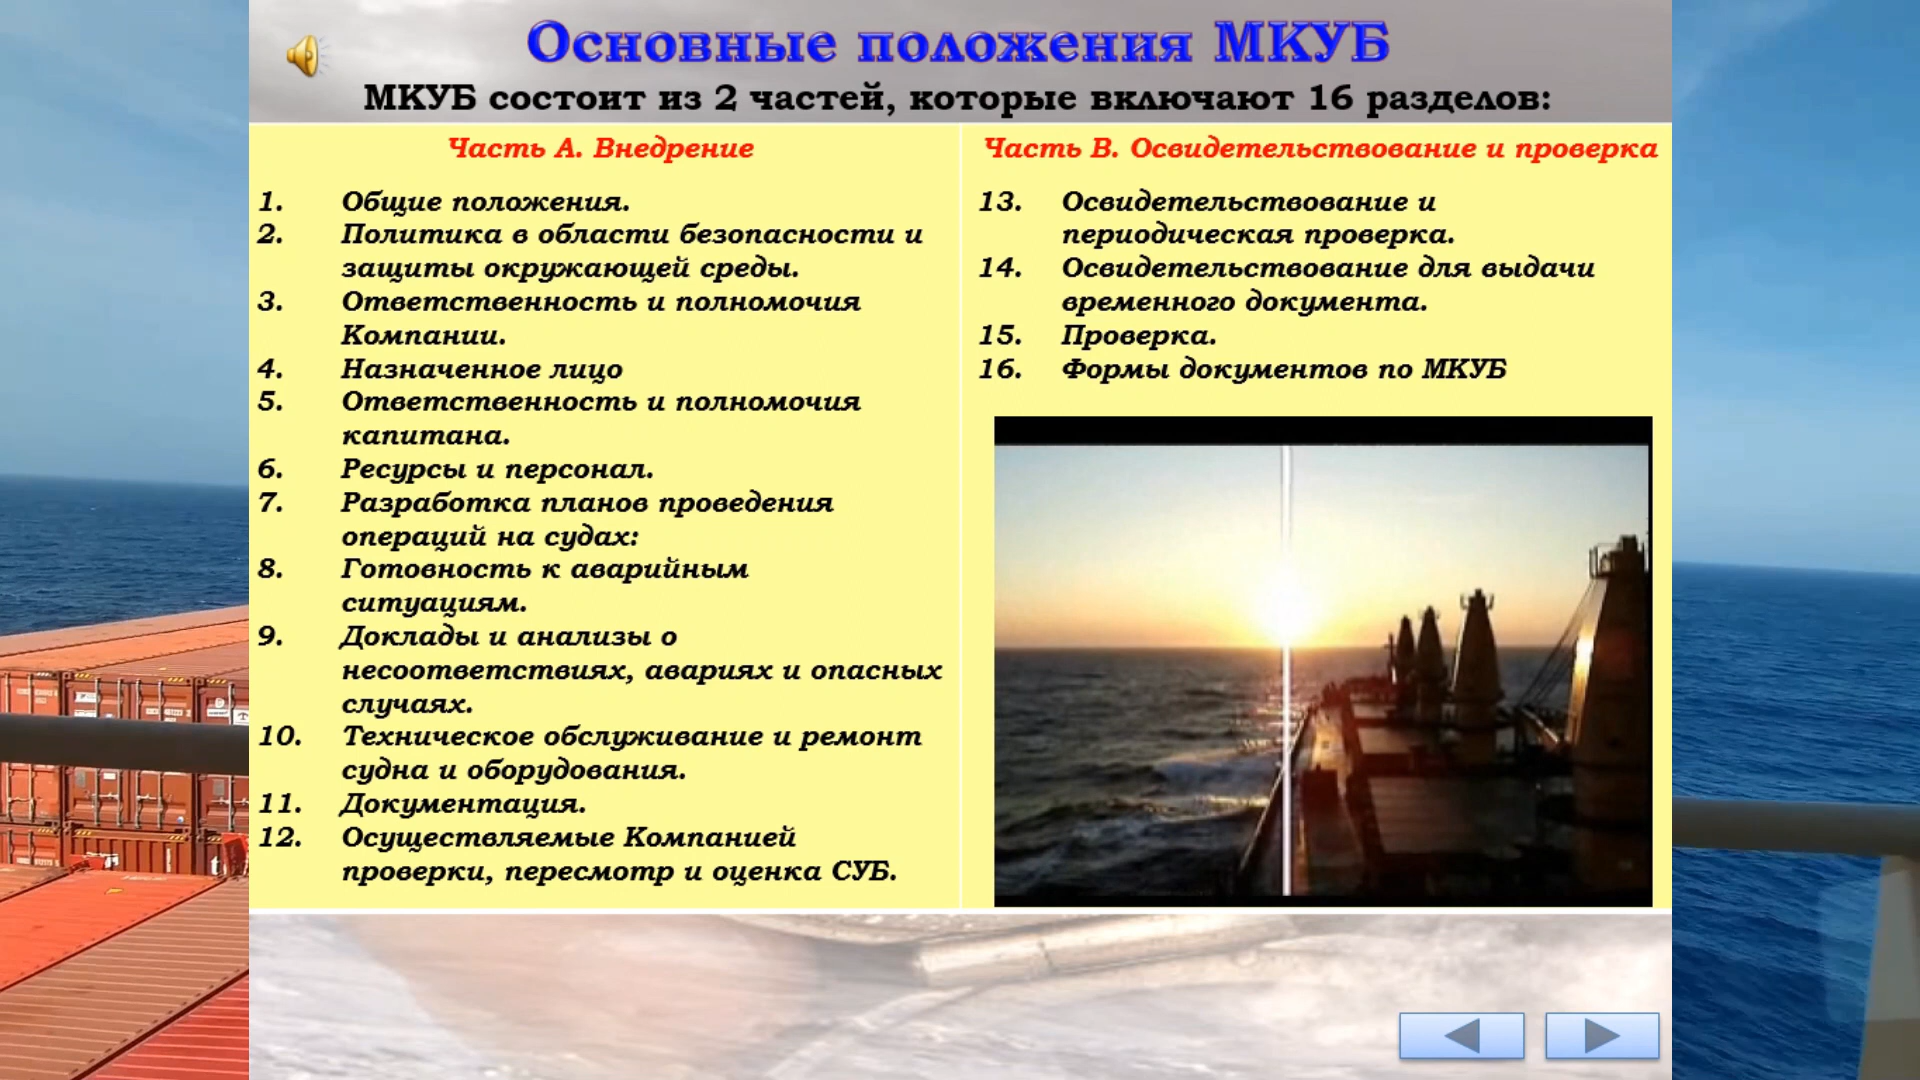 Основные положения МКУБ
МКУБ состоит из 2 частей, которые включают 16 разделов:
Часть А. Внедрение
1. Общие положения.
2. Политика в области безопасности и
защиты окружающей среды.
3. Ответственность и полномочия
Компании.
4. Назначенное лицо
5. Ответственность и полномочия
капитана.
6. Ресурсы и персонал.
7. Разработка планов проведения
операций на судах:
8. Готовность к аварийным
ситуациям.
9. Доклады и анализы о
несоответствиях, авариях и опасных
случаях.
10. Техническое обслуживание и ремонт
судна и оборудования.
11. Документация.
12. Осуществляемые Компанией
проверки, пересмотр и оценка СУБ.
Часть В. Освидетельствование и проверка
13. Освидетельствование и
периодическая проверка.
14. Освидетельствование для выдачи
временного документа.
15. Проверка.
16. Формы документов по МКУБ